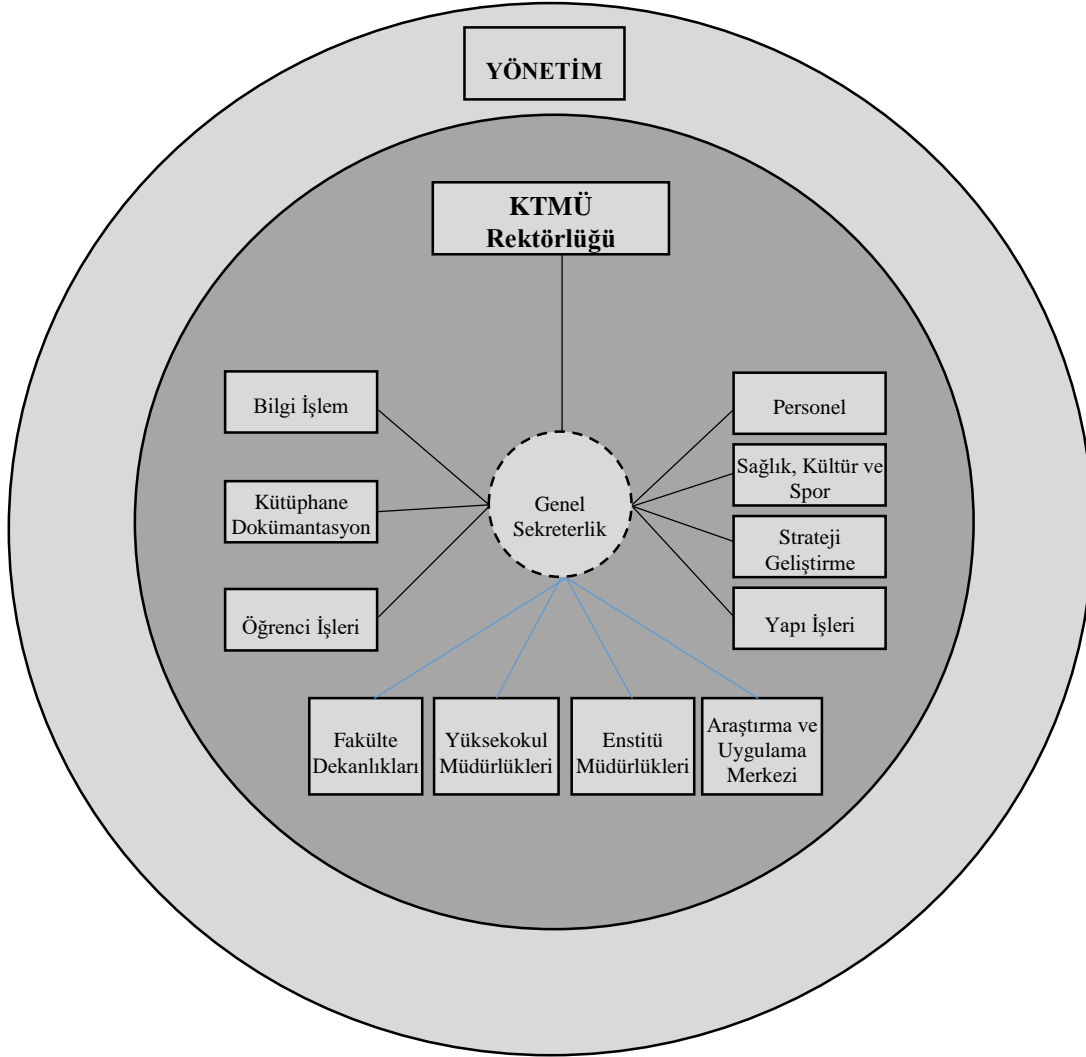 YÖNETİM
KTMÜ
Rektörlüğü
Bilgi İşlem
Kütüphane
Dokümantasyon
Öğrenci İşleri
Genel
Sekreterlik
Personel
Sağlık, Kültür ve
Spor
Strateji
Geliştirme
Yapı İşleri
Fakülte
Dekanlıkları
Yüksekokul
Müdürlükleri
Enstitü
Müdürlükleri
Araştırma ve
Uygulama
Merkezi